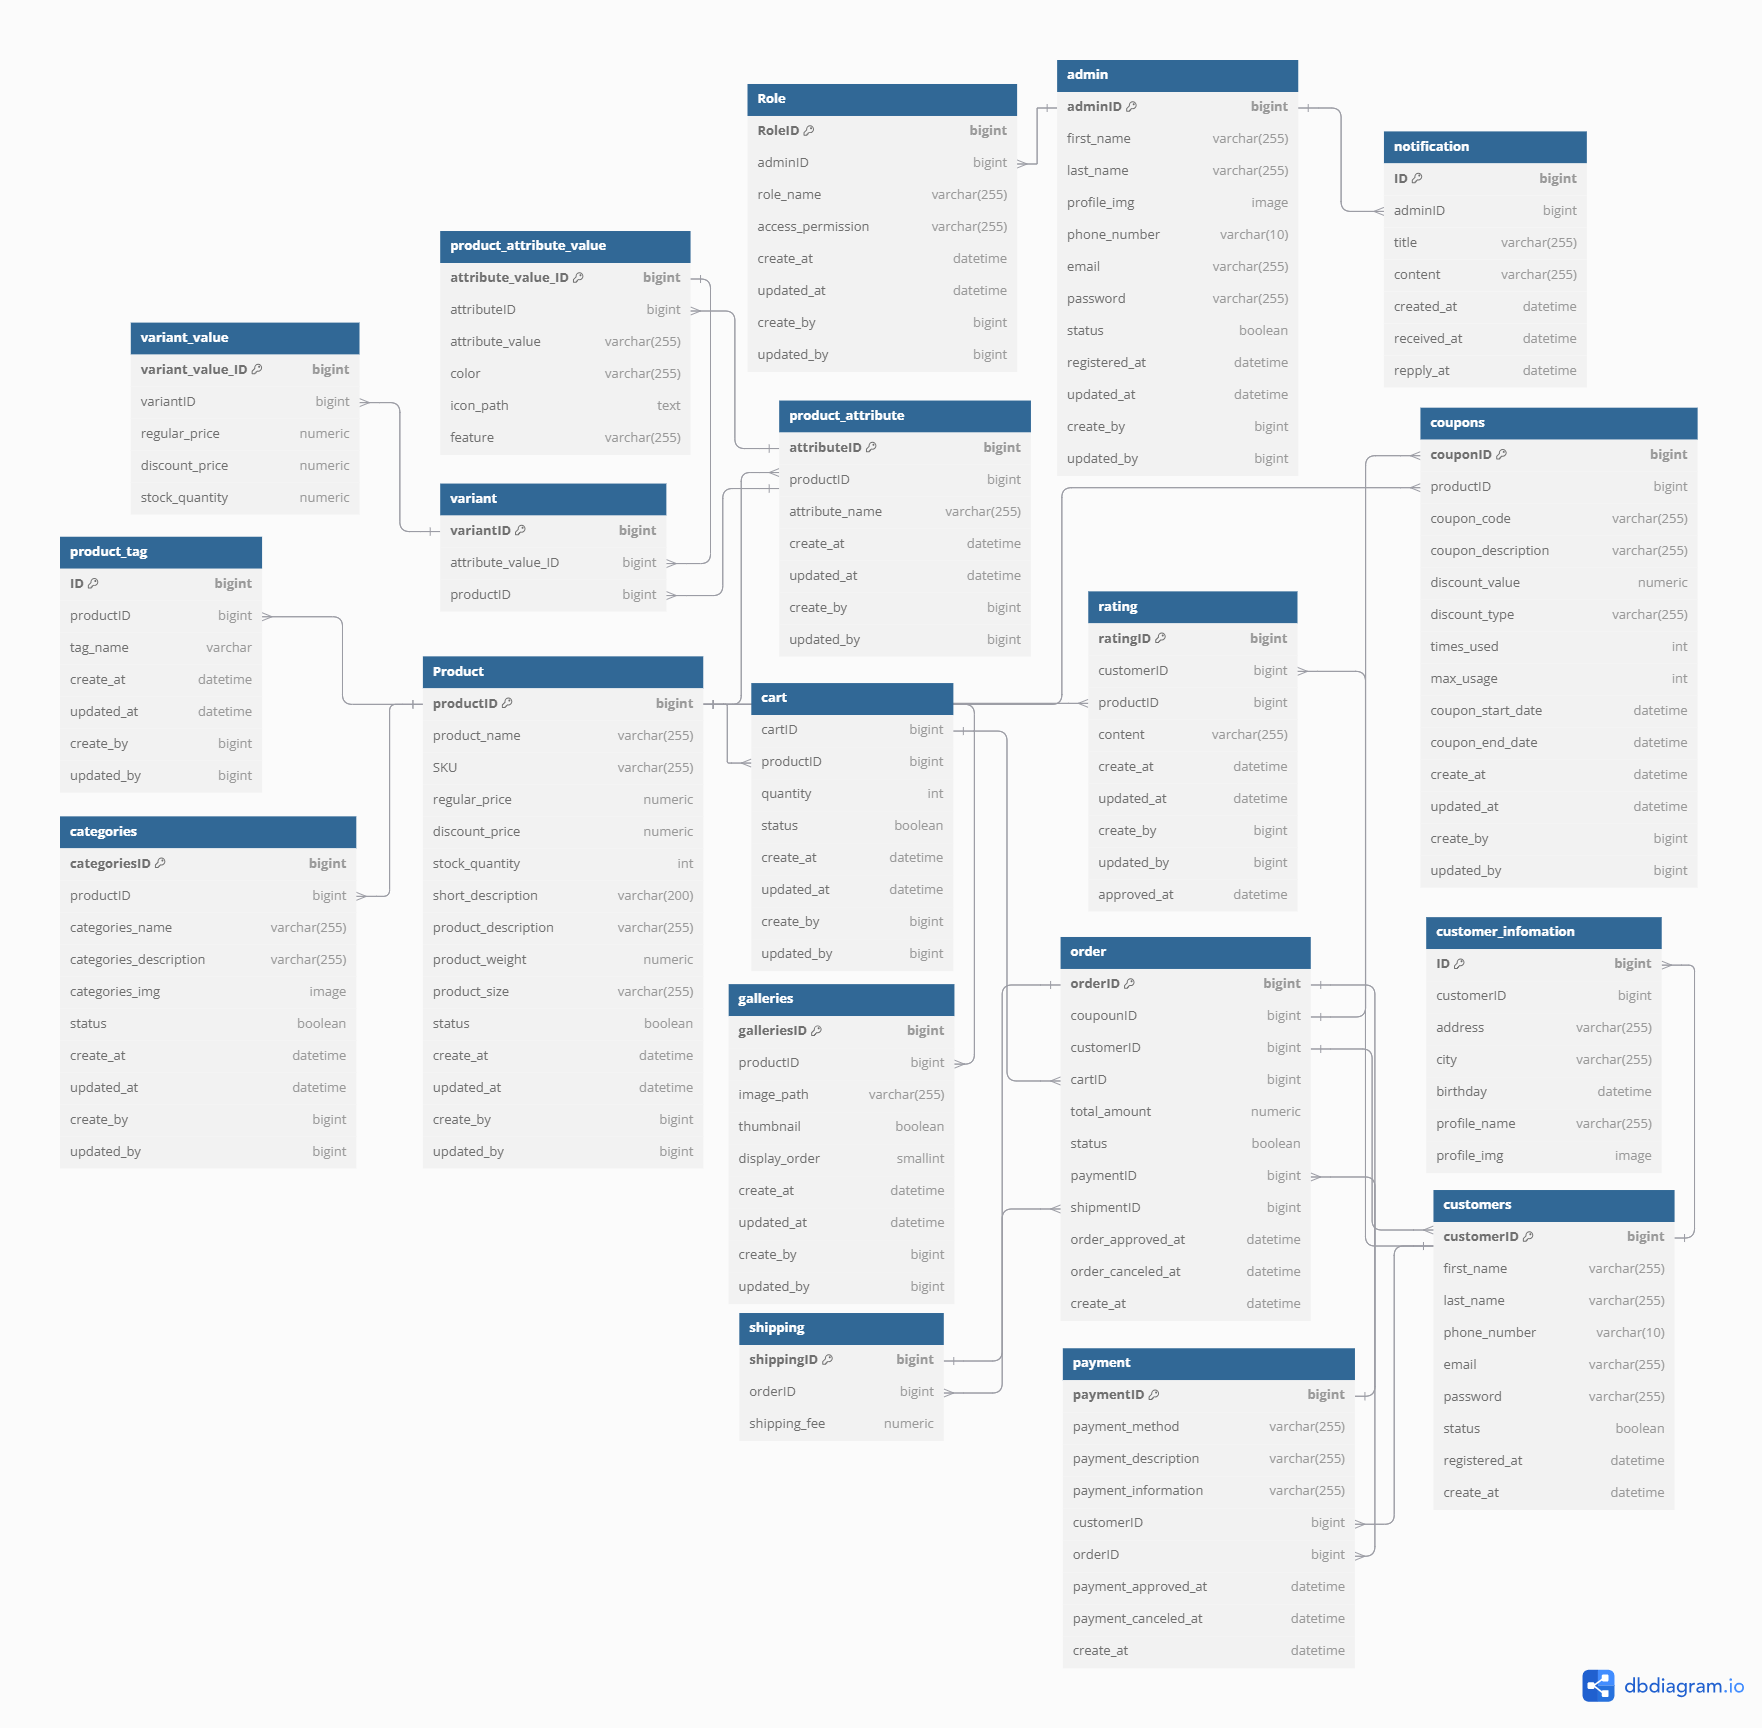 admin
adminID bigint
first_name varchar(255)
last_name varchar(255)
profile_img image
phone_number varchar(10)
email varchar(255)
password varchar(255)
status boolean
registered_at datetime
updated_at datetime
create_by bigint
updated_by bigint
Role
RoleID bigint
adminID bigint
role_name varchar(255)
access_permission varchar(255)
create_at datetime
updated_at datetime
create_by bigint
updated_by bigint
notification
ID bigint
adminID bigint
title varchar(255)
content varchar(255)
created_at datetime
received_at datetime
repply_at datetime
product_attribute_value
attribute_value_ID bigint
attributeID bigint
attribute_value varchar(255)
color varchar(255)
icon_path text
feature varchar(255)
variant_value
variant_value_ID bigint
variantID bigint
regular_price numeric
discount_price numeric
stock_quantity numeric
product_attribute
attributeID bigint
productID bigint
attribute_name varchar(255)
create_at datetime
updated_at datetime
create_by bigint
updated_by bigint
coupons
couponID bigint
productID bigint
coupon_code varchar(255)
coupon_description varchar(255)
discount_value numeric
discount_type varchar(255)
times_used int
max_usage int
coupon_start_date datetime
coupon_end_date datetime
create_at datetime
updated_at datetime
create_by bigint
updated_by bigint
variant
variantID bigint
attribute_value_ID bigint
productID bigint
product_tag
ID bigint
productID bigint
tag_name varchar
create_at datetime
updated_at datetime
create_by bigint
updated_by bigint
rating
ratingID bigint
customerID bigint
productID bigint
content varchar(255)
create_at datetime
updated_at datetime
create_by bigint
updated_by bigint
approved_at datetime
Product
productID bigint
product_name varchar(255)
SKU varchar(255)
regular_price numeric
discount_price numeric
stock_quantity int
short_description varchar(200)
product_description varchar(255)
product_weight numeric
product_size varchar(255)
status boolean
create_at datetime
updated_at datetime
create_by bigint
updated_by bigint
cart
cartID bigint
productID bigint
quantity int
status boolean
create_at datetime
updated_at datetime
create_by bigint
updated_by bigint
categories
categoriesID bigint
productID bigint
categories_name varchar(255)
categories_description varchar(255)
categories_img image
status boolean
create_at datetime
updated_at datetime
create_by bigint
updated_by bigint
customer_infomation
ID bigint
customerID bigint
address varchar(255)
city varchar(255)
birthday datetime
profile_name varchar(255)
profile_img image
order
orderID bigint
coupounID bigint
customerID bigint
cartID bigint
total_amount numeric
status boolean
paymentID bigint
shipmentID bigint
order_approved_at datetime
order_canceled_at datetime
create_at datetime
galleries
galleriesID bigint
productID bigint
image_path varchar(255)
thumbnail boolean
display_order smallint
create_at datetime
updated_at datetime
create_by bigint
updated_by bigint
customers
customerID bigint
first_name varchar(255)
last_name varchar(255)
phone_number varchar(10)
email varchar(255)
password varchar(255)
status boolean
registered_at datetime
create_at datetime
shipping
shippingID bigint
orderID bigint
shipping_fee numeric
payment
paymentID bigint
payment_method varchar(255)
payment_description varchar(255)
payment_information varchar(255)
customerID bigint
orderID bigint
payment_approved_at datetime
payment_canceled_at datetime
create_at datetime
dbdiagram.io